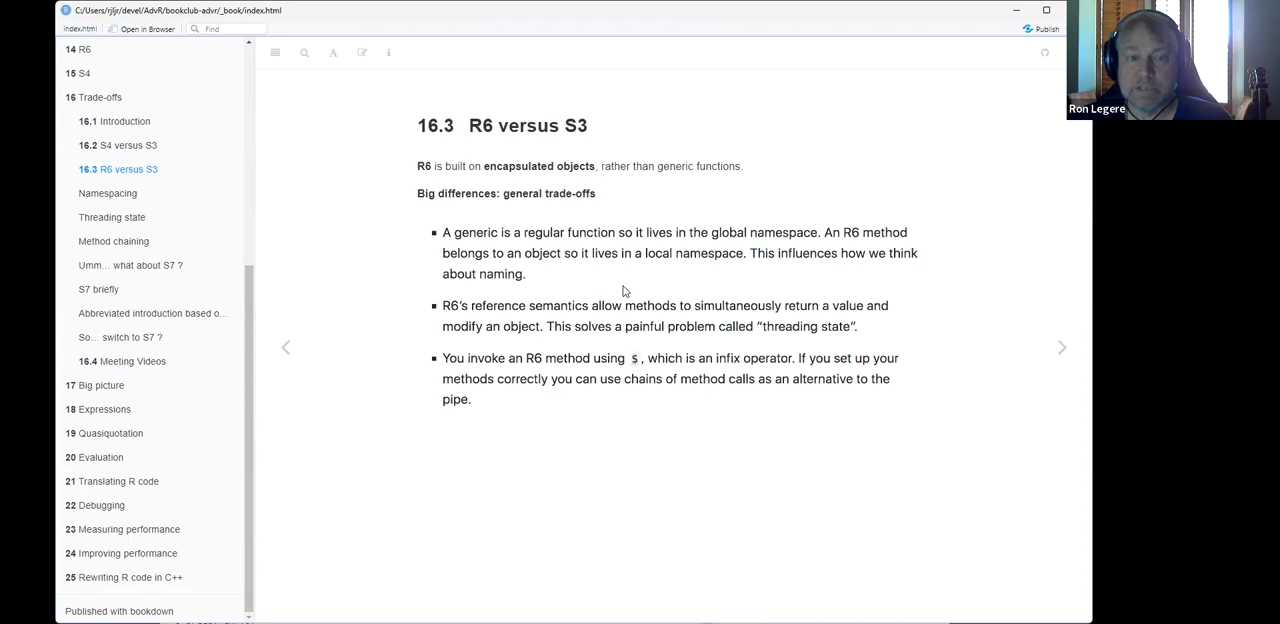 C:/Users/rjljr/devel/AdvR/bookclub-advr/_book/index.html
index.html
Open in Browser
Find
Publish
14 R6
15 S4
16 Trade-offs
16.1 Introduction
16.2 S4 versus S3
16.3 R6 versus S3
Namespacing
Threading state
Method chaining
Umm... what about S7 ?
S7 briefly
Abbreviated introduction based o...
So... switch to S7 ?
16.4 Meeting Videos
17 Big picture
18 Expressions
19 Quasiquotation
20 Evaluation
21 Translating R code
22 Debugging
23 Measuring performance
24 Improving performance
25 Rewriting R code in C++
Published with bookdown
16.3 R6 versus S3
R6 is built on encapsulated objects, rather than generic functions.
Big differences: general trade-offs
▪ A generic is a regular function so it lives in the global namespace. An R6 method
belongs to an object so it lives in a local namespace. This influences how we think
about naming.
▪ R6’s reference semantics allow methods to simultaneously return a value and
modify an object. This solves a painful problem called “threading state”.
▪ You invoke an R6 method using $, which is an infix operator. If you set up your
methods correctly you can use chains of method calls as an alternative to the
pipe.
Ron Legere